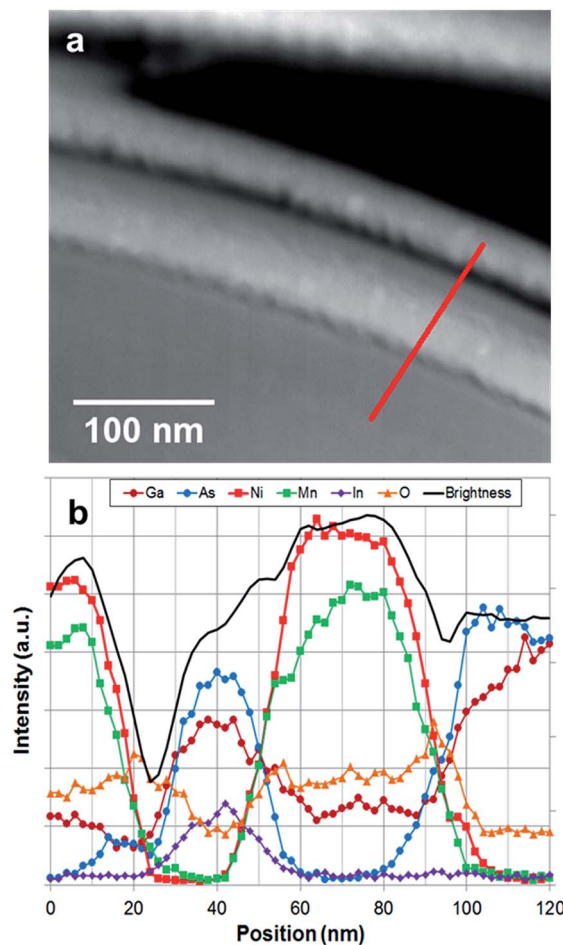 a
100 nm
b
Ga As Ni Mn In O Brightness
Intensity (a.u.)
0 20 40 60 80 100 120
Position (nm)